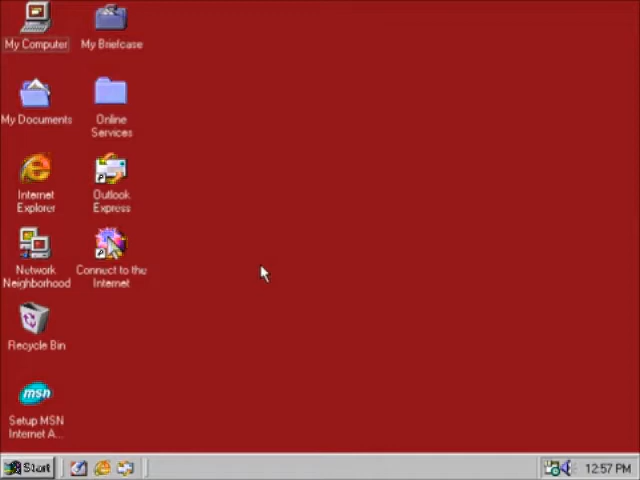 My Computer
My Briefcase
My Documents
Online
Services
Internet
Explorer
Outlook
Express
Network
Neighborhood
Connect to the
Internet
Recycle Bin
msn
Setup MSN
Internet A...
Start
12:57 PM